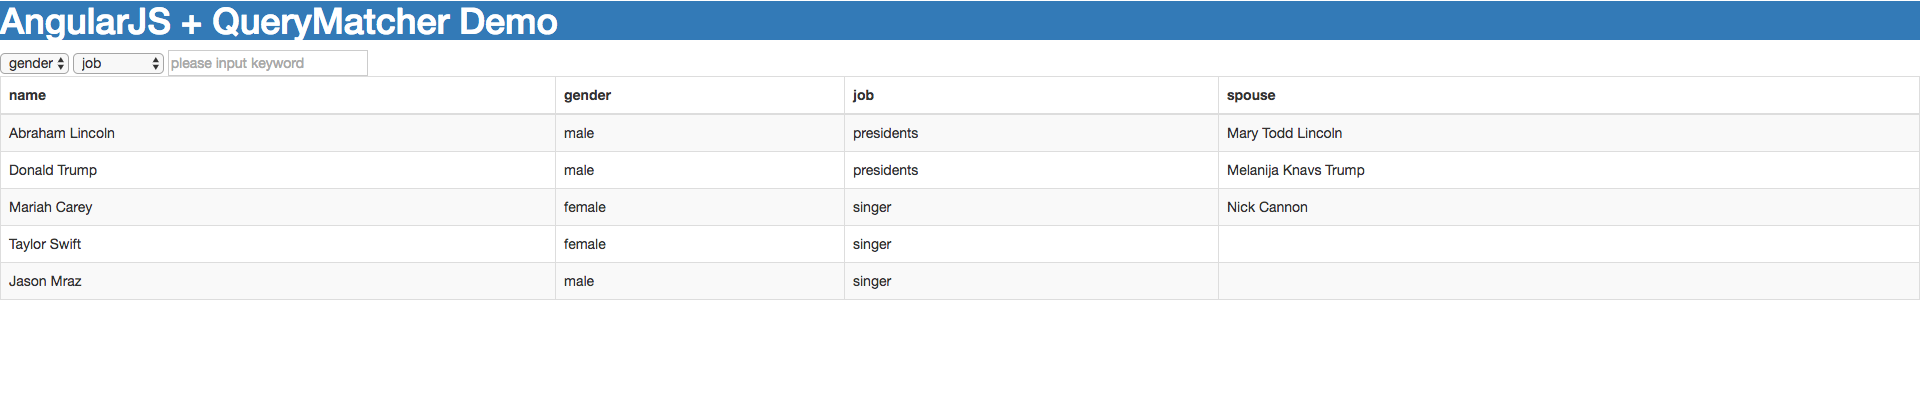 AngularJS + QueryMatcher Demo
gender job please input keyword
name gender job spouse
Abraham Lincoln male presidents Mary Todd Lincoln
Donald Trump male presidents Melanija Knavs Trump
Mariah Carey female singer Nick Cannon
Taylor Swift female singer
Jason Mraz male singer